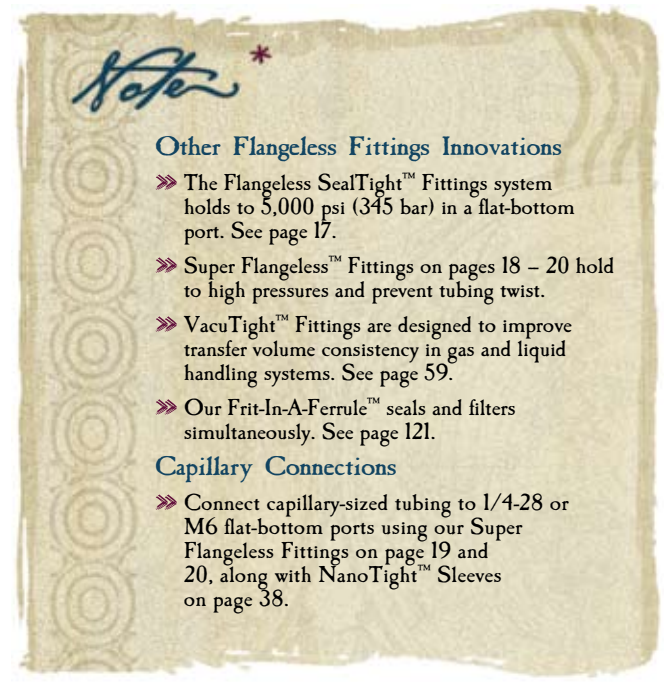 Notes *
Other Flangeless Fittings Innovations
» The Flangeless SealTight™ Fittings system
holds to 5,000 psi (345 bar) in a flat-bottom
port. See page 17.
» Super Flangeless™ Fittings on pages 18 – 20 hold
to high pressures and prevent tubing twist.
» VacuTight™ Fittings are designed to improve
transfer volume consistency in gas and liquid
handling systems. See page 59.
» Our Frit-In-A-Ferrule™ seals and filters
simultaneously. See page 121.
Capillary Connections
» Connect capillary-sized tubing to 1/4-28 or
M6 flat-bottom ports using our Super
Flangeless Fittings on page 19 and
20, along with NanoTight™ Sleeves
on page 38.